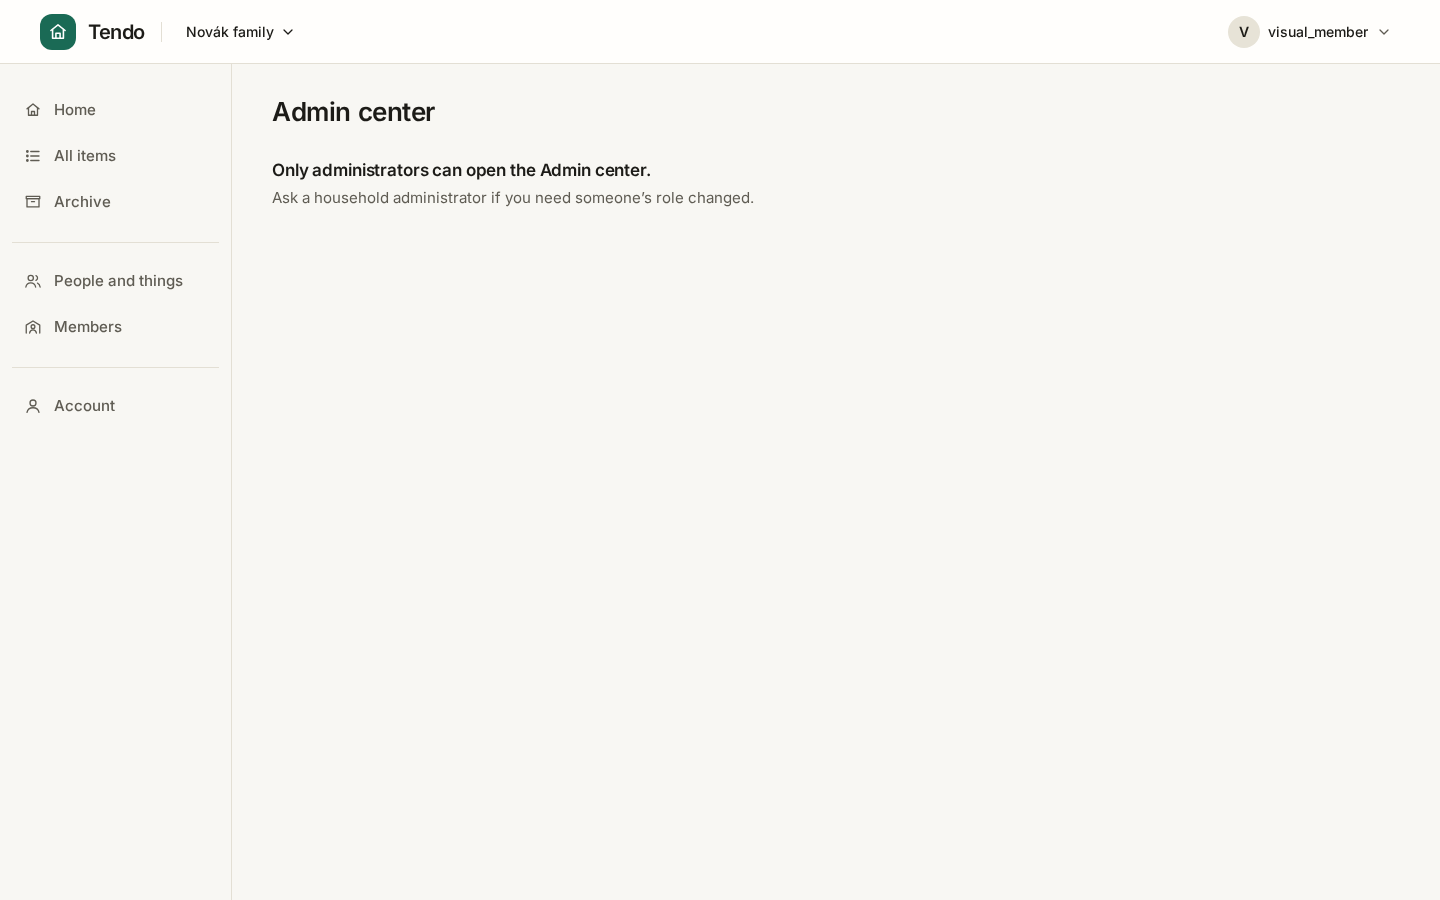 Tendo
Novák family
V
visual_member
Home
All items
Archive
People and things
Members
Account
Admin center
Only administrators can open the Admin center.
Ask a household administrator if you need someone’s role changed.